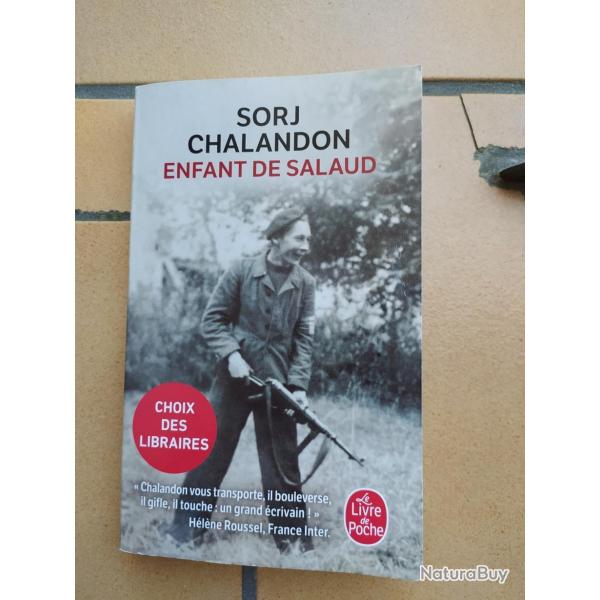 SORJ
CHALANDON
ENFANT DE SALAUD
CHOIX
DES
LIBRAIRES
« Chalandon vous transporte, il bouleverse,
il gifle, il touche : un grand écrivain ! »
Hélène Roussel, France Inter.
Le
Livre
de
Poche
NaturaBuy